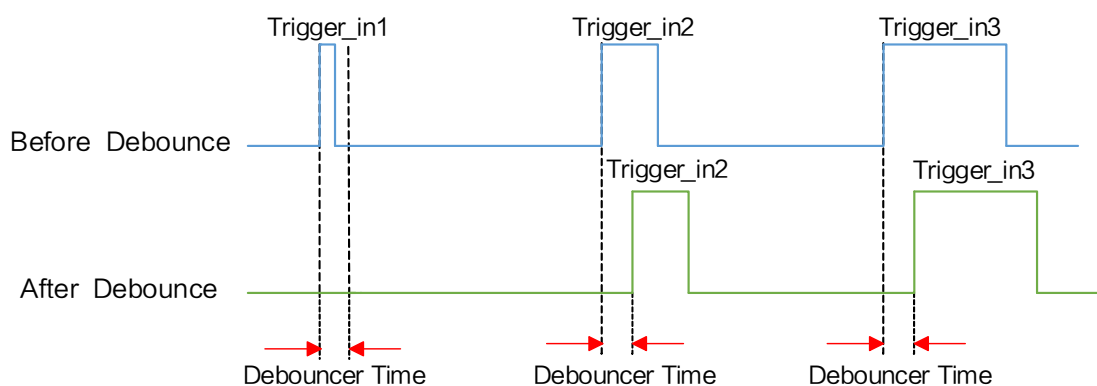 Trigger_in1 Trigger_in2 Trigger_in3
Before Debounce
Trigger_in2 Trigger_in3
After Debounce
Debouncer Time Debouncer Time Debouncer Time